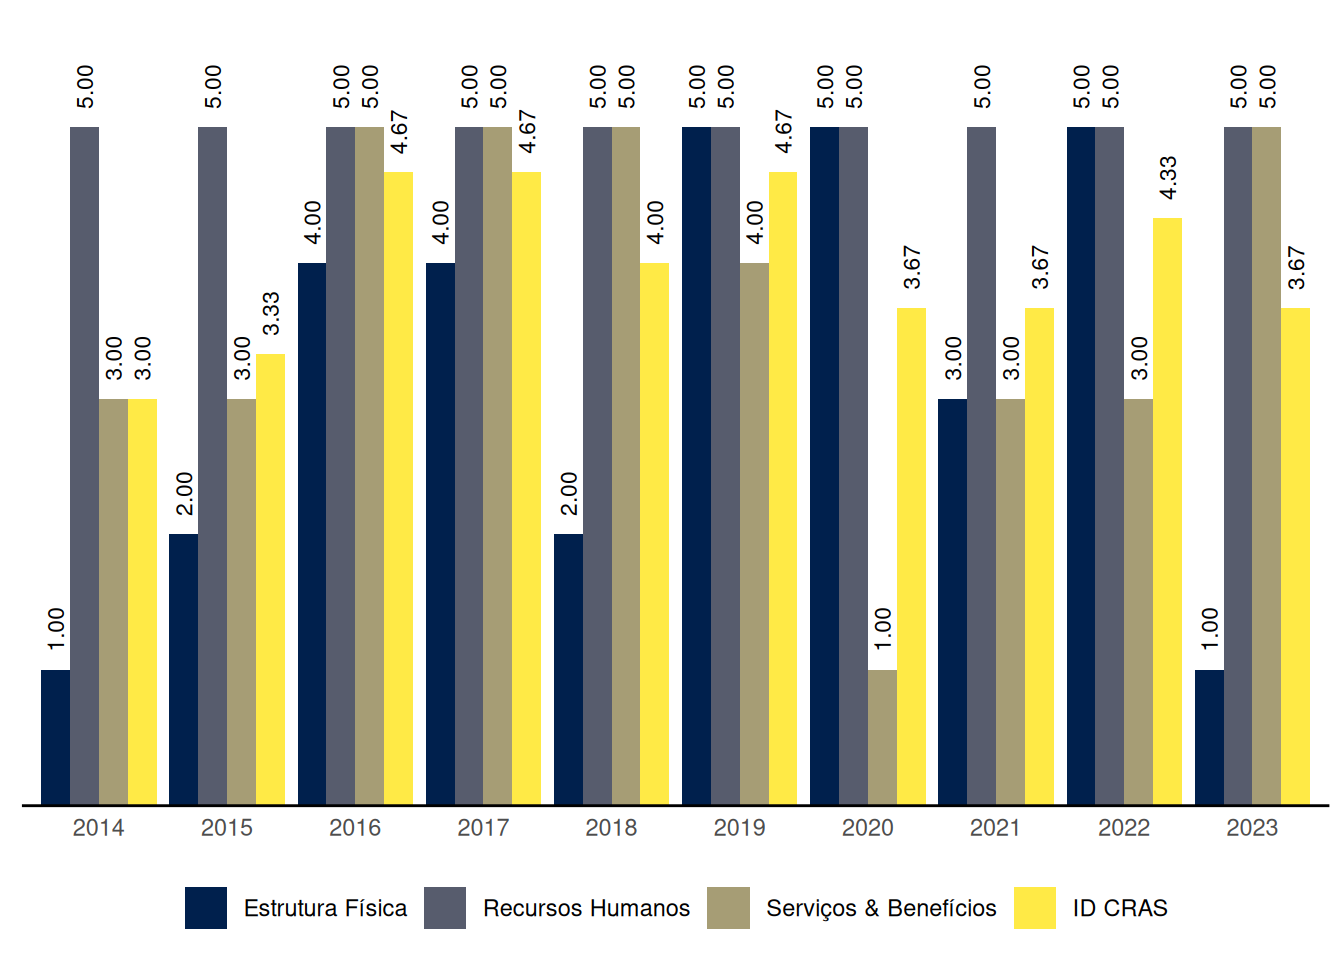 5.00 5.00 5.00 5.00 5.00 5.00 5.00 5.00 5.00 5.00 5.00 5.00 5.00 5.00 5.00 5.00 5.00
4.67 4.67 4.67
4.33
4.00 4.00 4.00 4.00
3.67 3.67 3.67
3.33
3.00 3.00 3.00 3.00 3.00 3.00
2.00 2.00
1.00 1.00 1.00
2014 2015 2016 2017 2018 2019 2020 2021 2022 2023
Estrutura Física Recursos Humanos Serviços & Benefícios ID CRAS